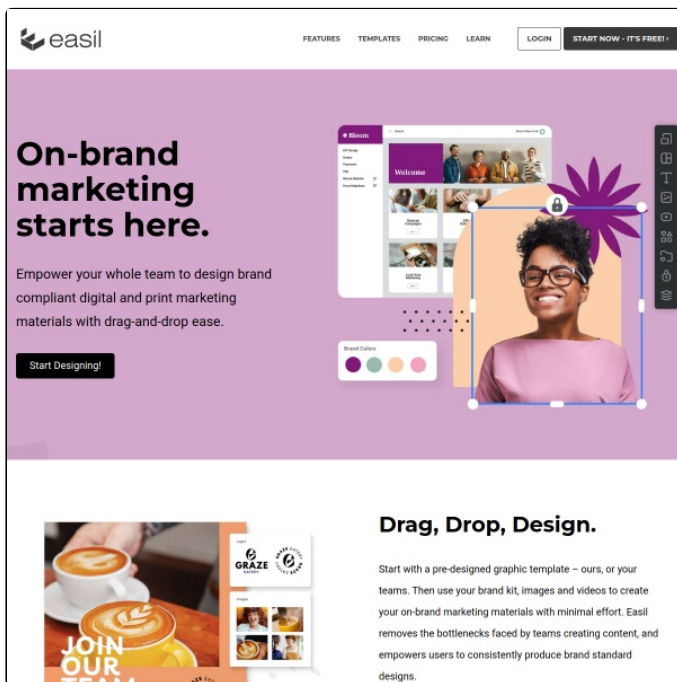 easil
FEATURES TEMPLATES PRICING LEARN LOGIN START NOW - IT'S FREE! ›
On-brand
marketing
starts here.
Empower your whole team to design brand
compliant digital and print marketing
materials with drag-and-drop ease.
Start Designing!
Bloom
Welcome
Brand Colors
Drag, Drop, Design.
Start with a pre-designed graphic template – ours, or your
teams. Then use your brand kit, images and videos to create
your on-brand marketing materials with minimal effort. Easil
removes the bottlenecks faced by teams creating content, and
empowers users to consistently produce brand standard
designs.
Logos
GRAZE
EATERY
GRAZE EATERY
Images
JOIN
OUR
TEAM